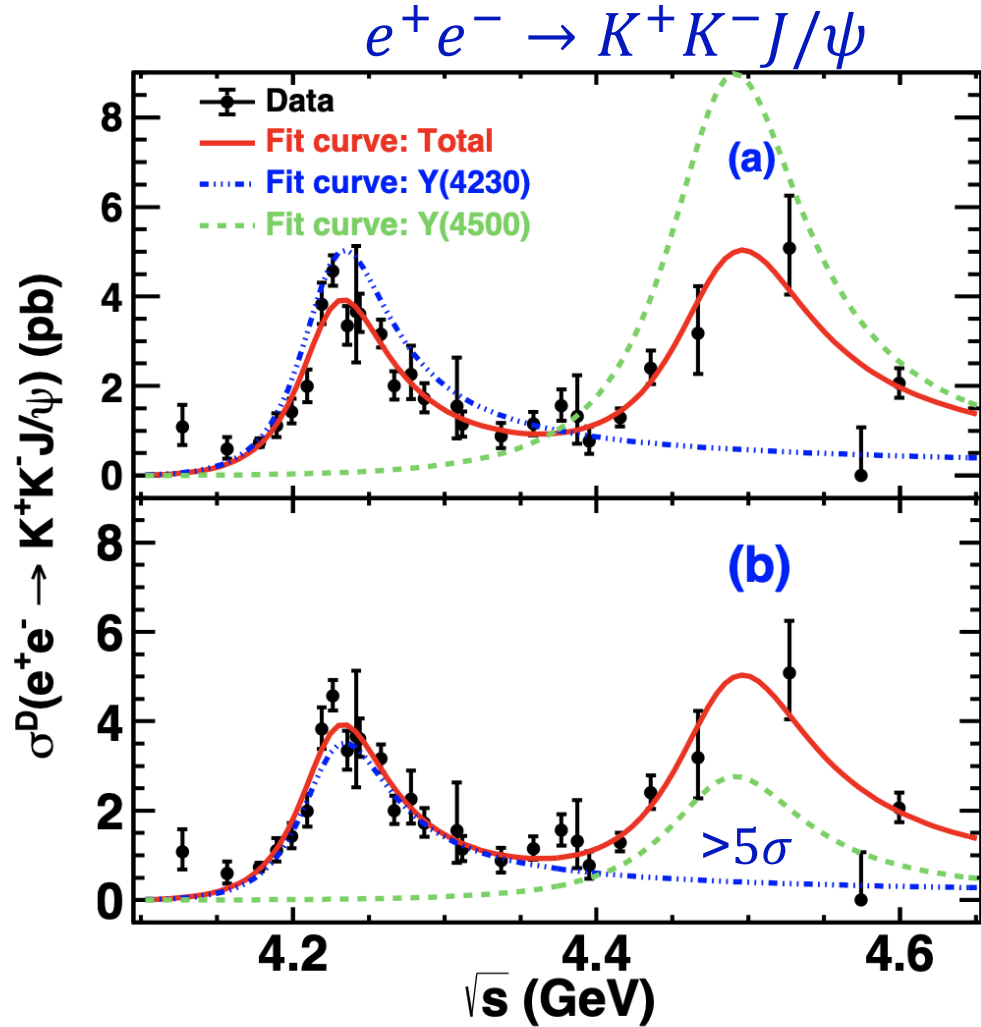 e⁺e⁻ → K⁺K⁻J/ψ
Data
Fit curve: Total
Fit curve: Y(4230)
Fit curve: Y(4500)
(a)
8
6
4
2
0
(b)
8
6
4
2
0
>5σ
4.2 4.4 4.6
√s (GeV)
σᴰ(e⁺e⁻ → K⁺K⁻J/ψ) (pb)